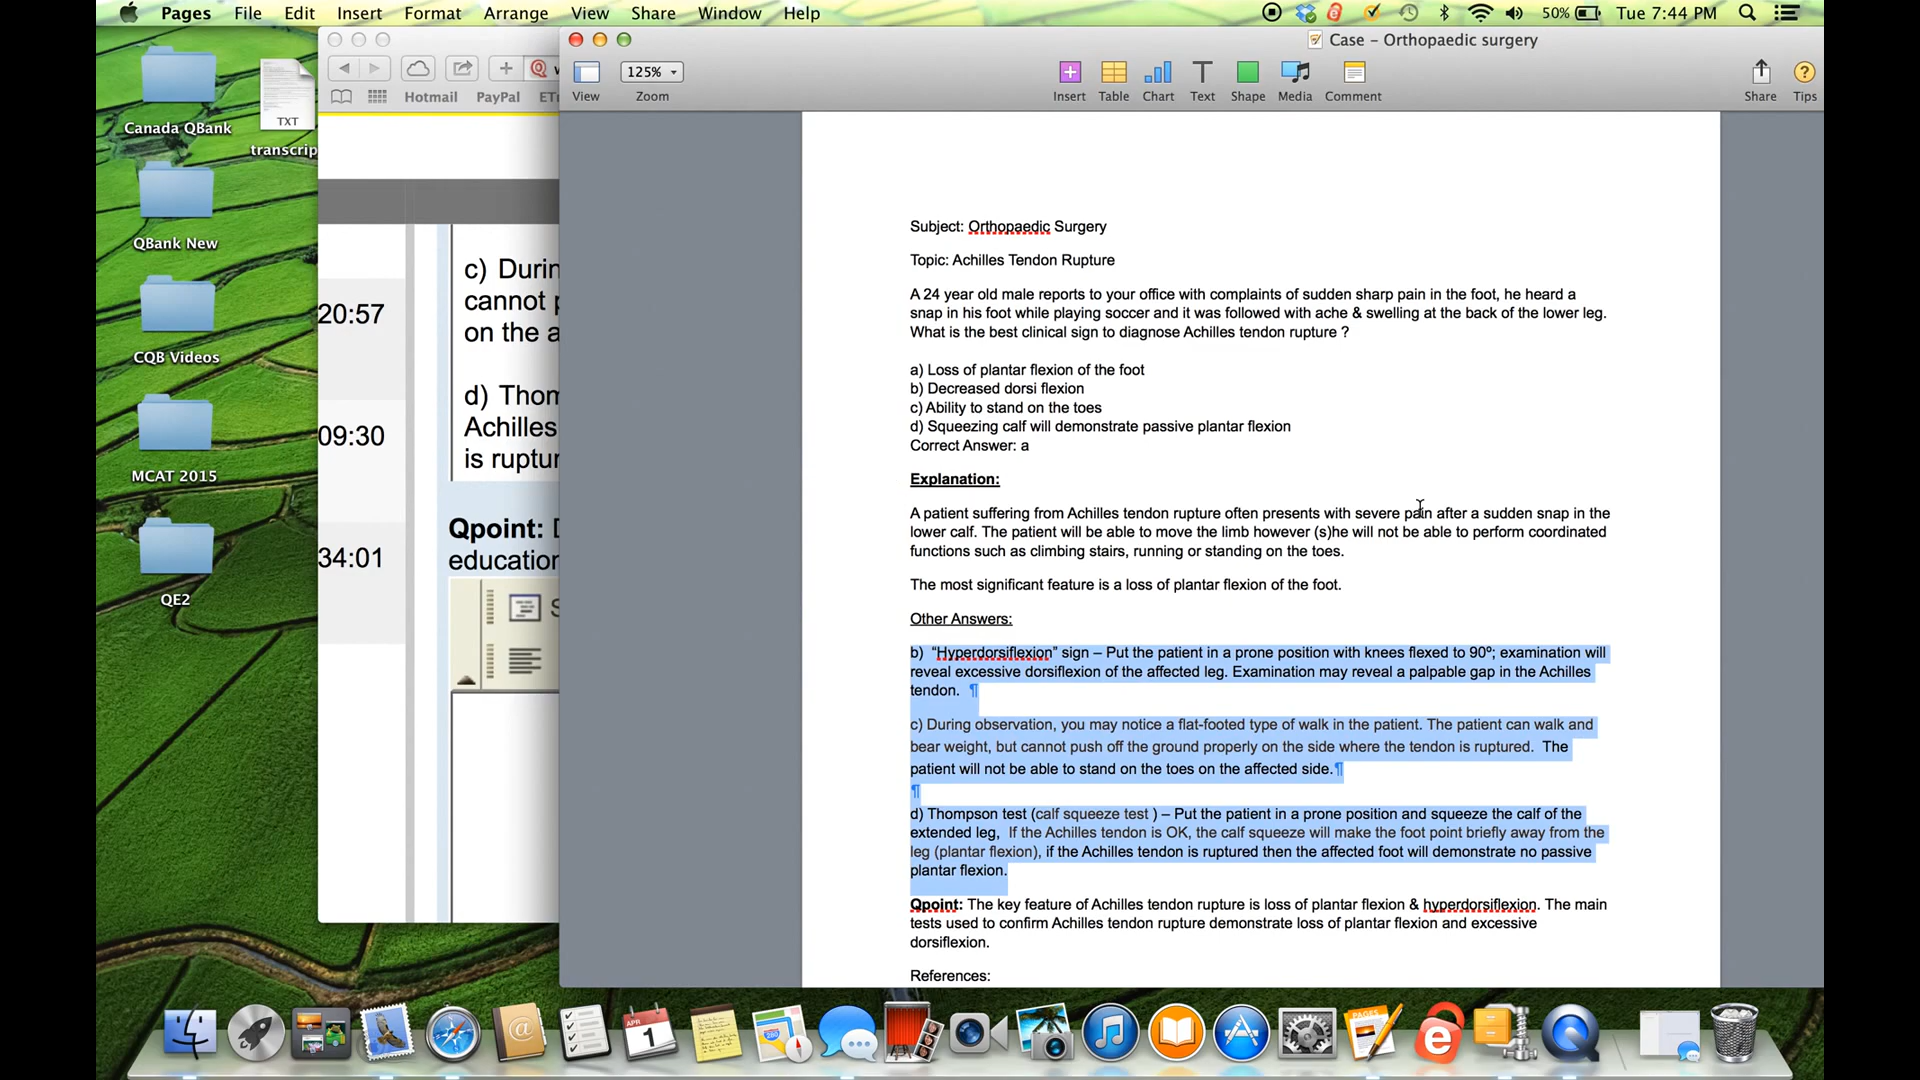 Pages File Edit Insert Format Arrange View Share Window Help 50% Tue 7:44 PM
Case – Orthopaedic surgery
125%
View Zoom Insert Table Chart Text Shape Media Comment Share Tips
Hotmail PayPal
Canada QBank
TXT
transcrip
QBank New
CQB Videos
MCAT 2015
QE2
20:57
09:30
34:01
c) Durin
cannot
on the a
d) Thom
Achilles
is ruptur
Qpoint:
education
Subject: Orthopaedic Surgery
Topic: Achilles Tendon Rupture
A 24 year old male reports to your office with complaints of sudden sharp pain in the foot, he heard a
snap in his foot while playing soccer and it was followed with ache & swelling at the back of the lower leg.
What is the best clinical sign to diagnose Achilles tendon rupture ?
a) Loss of plantar flexion of the foot
b) Decreased dorsi flexion
c) Ability to stand on the toes
d) Squeezing calf will demonstrate passive plantar flexion
Correct Answer: a
Explanation:
A patient suffering from Achilles tendon rupture often presents with severe pain after a sudden snap in the
lower calf. The patient will be able to move the limb however (s)he will not be able to perform coordinated
functions such as climbing stairs, running or standing on the toes.
The most significant feature is a loss of plantar flexion of the foot.
Other Answers:
b) “Hyperdorsiflexion” sign – Put the patient in a prone position with knees flexed to 90º; examination will
reveal excessive dorsiflexion of the affected leg. Examination may reveal a palpable gap in the Achilles
tendon. ¶
c) During observation, you may notice a flat-footed type of walk in the patient. The patient can walk and
bear weight, but cannot push off the ground properly on the side where the tendon is ruptured. The
patient will not be able to stand on the toes on the affected side.¶
¶
d) Thompson test (calf squeeze test ) – Put the patient in a prone position and squeeze the calf of the
extended leg, If the Achilles tendon is OK, the calf squeeze will make the foot point briefly away from the
leg (plantar flexion), if the Achilles tendon is ruptured then the affected foot will demonstrate no passive
plantar flexion.
Qpoint: The key feature of Achilles tendon rupture is loss of plantar flexion & hyperdorsiflexion. The main
tests used to confirm Achilles tendon rupture demonstrate loss of plantar flexion and excessive
dorsiflexion.
References:
APR
1
PAGES